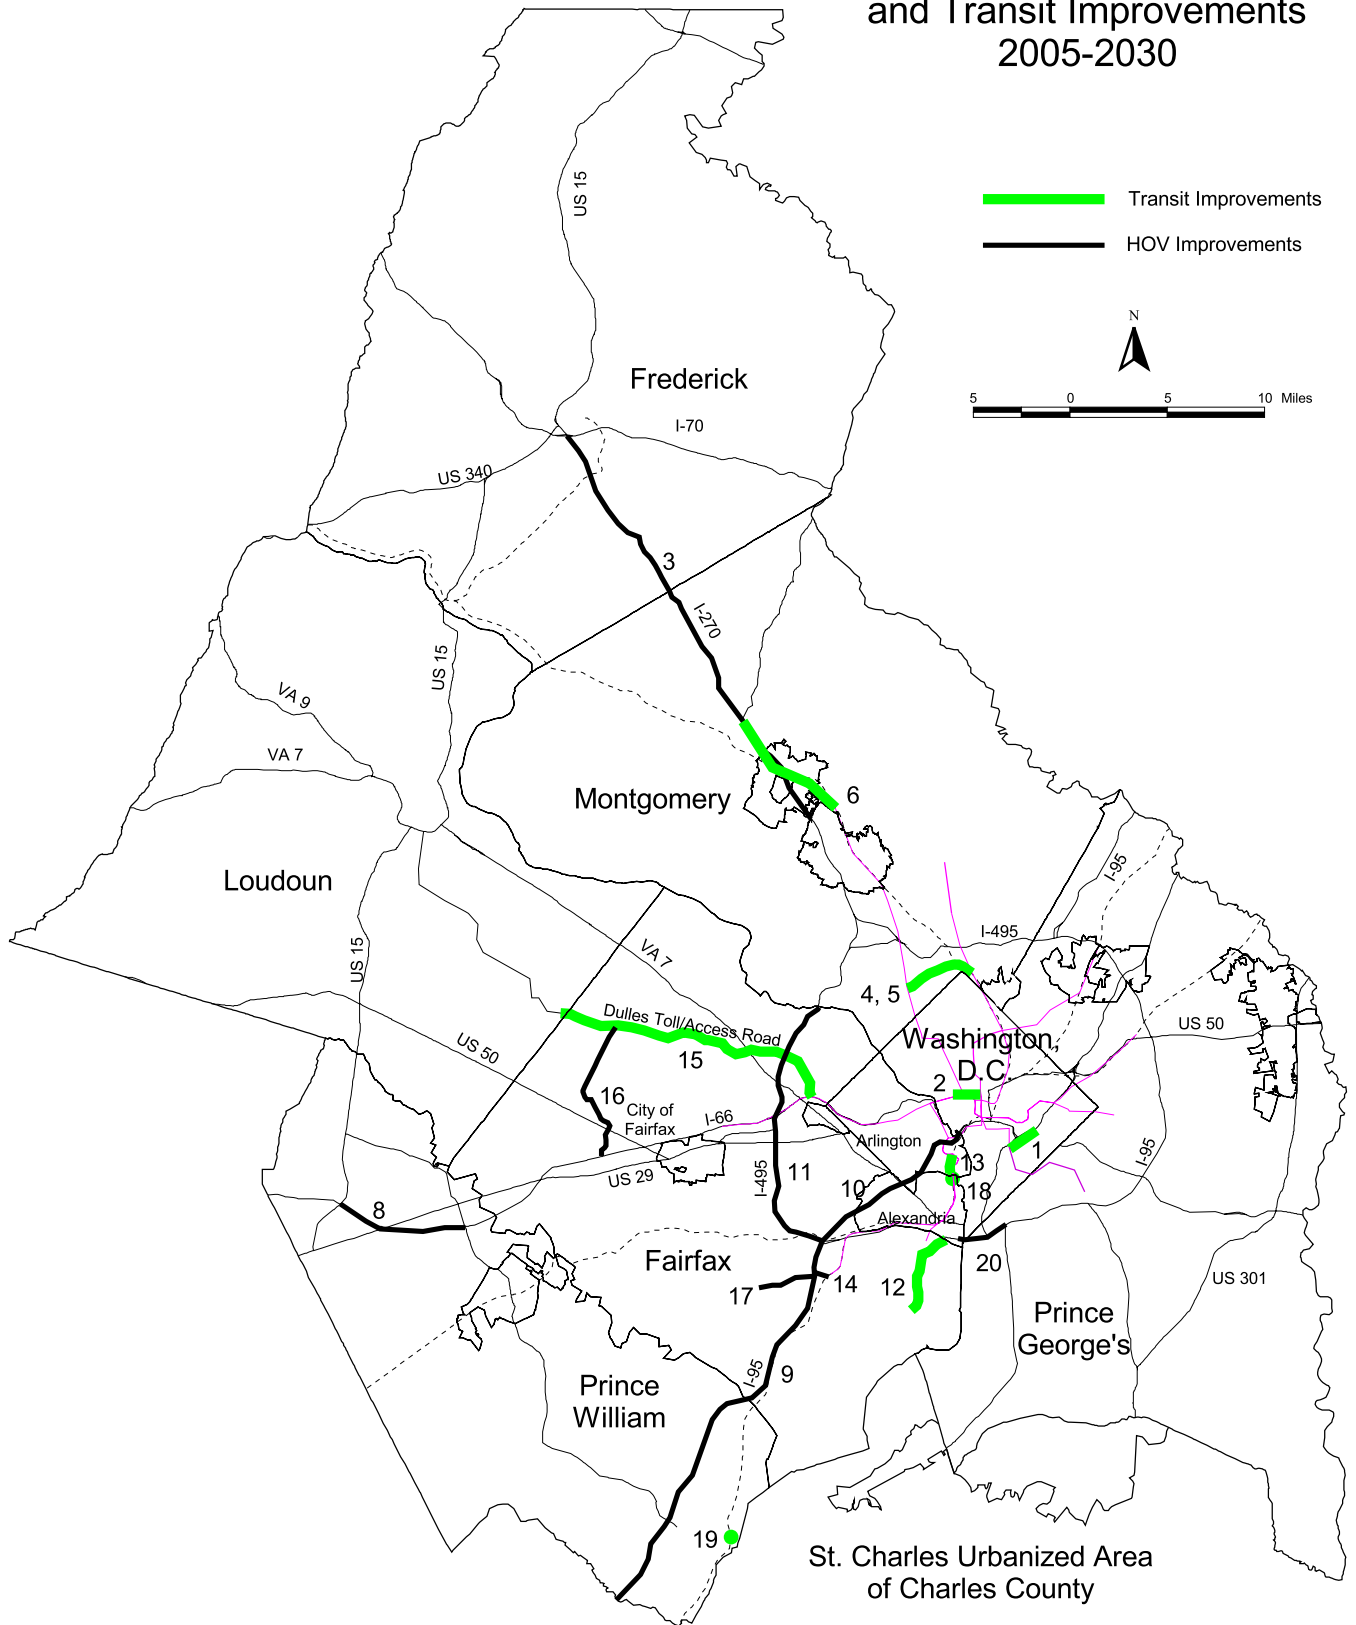 and Transit Improvements
2005-2030
Transit Improvements
HOV Improvements
N
5 0 5 10 Miles
US 15
Frederick
I-70
US 340
3
I-270
US 15
VA 9
VA 7
Montgomery
6
Loudoun
I-95
I-495
US 15
VA 7
4, 5
Dulles Toll/Access Road
Washington,
D.C.
US 50
US 50
15
2
16
City of
Fairfax
I-66
Arlington
1
I-95
13
US 29
I-495
11
10
18
8
Alexandria
Fairfax
20
17
14
12
US 301
Prince
George's
I-95
9
Prince
William
19
St. Charles Urbanized Area
of Charles County